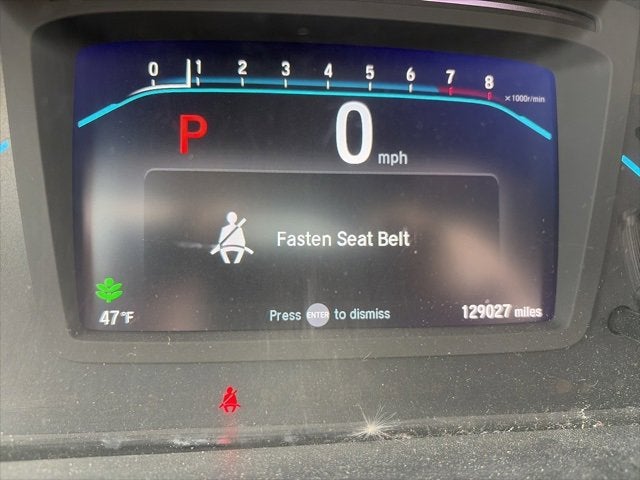 0 1 2 3 4 5 6 7 8
x1000r/min
P 0 mph
Fasten Seat Belt
Press ENTER to dismiss
47°F
129027 miles